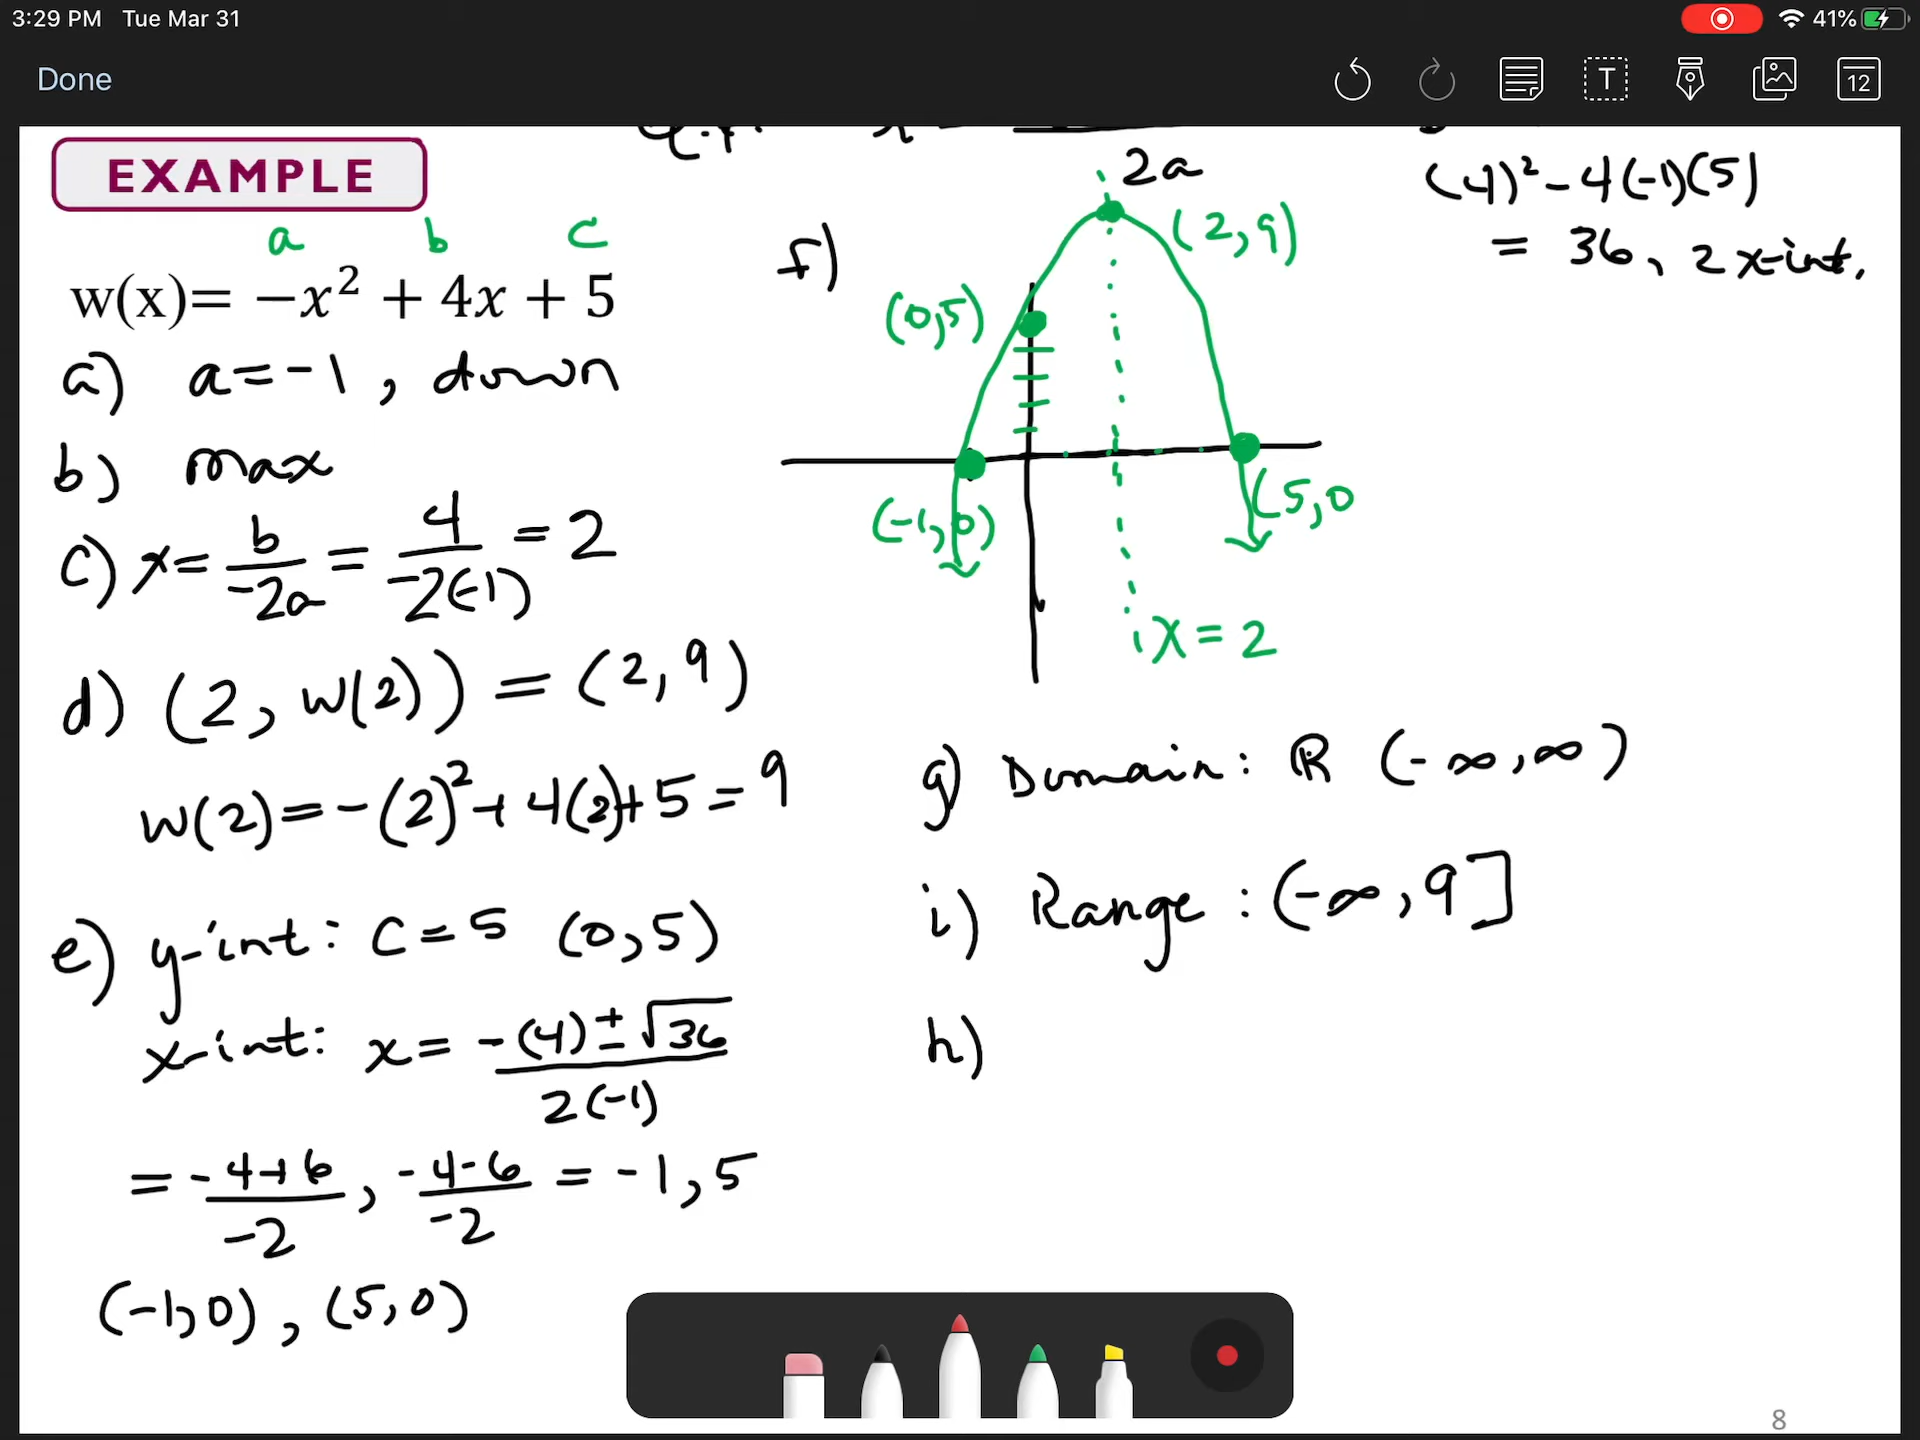 3:29 PM Tue Mar 31
41%
Done
T
12
EXAMPLE
a b c
w(x)= −x² + 4x + 5
a) a=-1, down
b) max
c) x= b/-2a = 4/-2(-1) = 2
d) (2, w(2)) = (2,9)
w(2)=-(2)²+4(2)+5=9
e) y-int: c=5 (0,5)
x-int: x= -(4)±√36 / 2(-1)
= -4+6/-2, -4-6/-2 = -1,5
(-1,0), (5,0)
2a
f)
(2,9)
(0,5)
(-1,0)
(5,0
x=2
(4)²-4(-1)(5)
= 36, 2 x-int.
g) Domain: ℝ (-∞,∞)
i) Range: (-∞,9]
h)
8